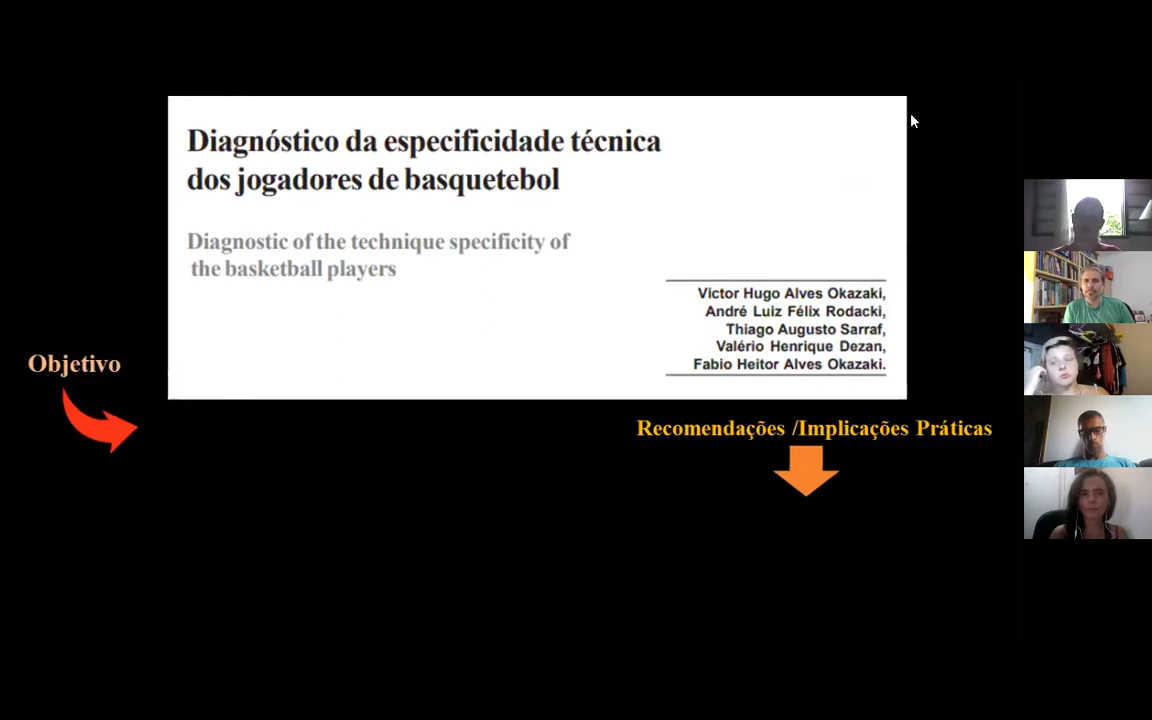 Diagnóstico da especificidade técnica
dos jogadores de basquetebol
Diagnostic of the technique specificity of
the basketball players
Victor Hugo Alves Okazaki,
André Luiz Félix Rodacki,
Thiago Augusto Sarraf,
Valério Henrique Dezan,
Fabio Heitor Alves Okazaki.
Objetivo
Recomendações /Implicações Práticas